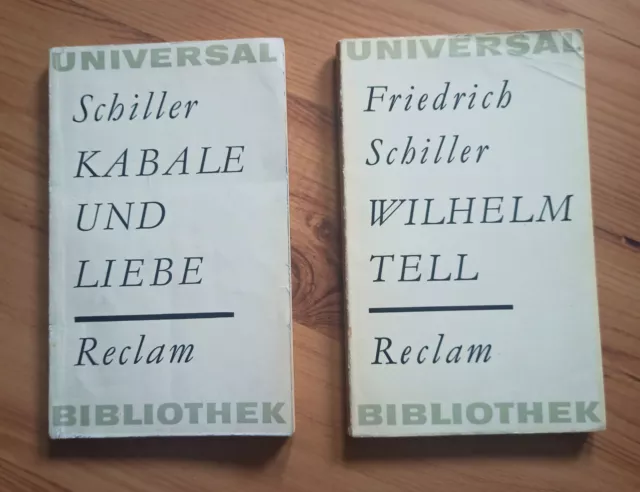 UNIVERSAL
Schiller
KABALE
UND
LIEBE
Reclam
BIBLIOTHEK
UNIVERSAL
Friedrich
Schiller
WILHELM
TELL
Reclam
BIBLIOTHEK